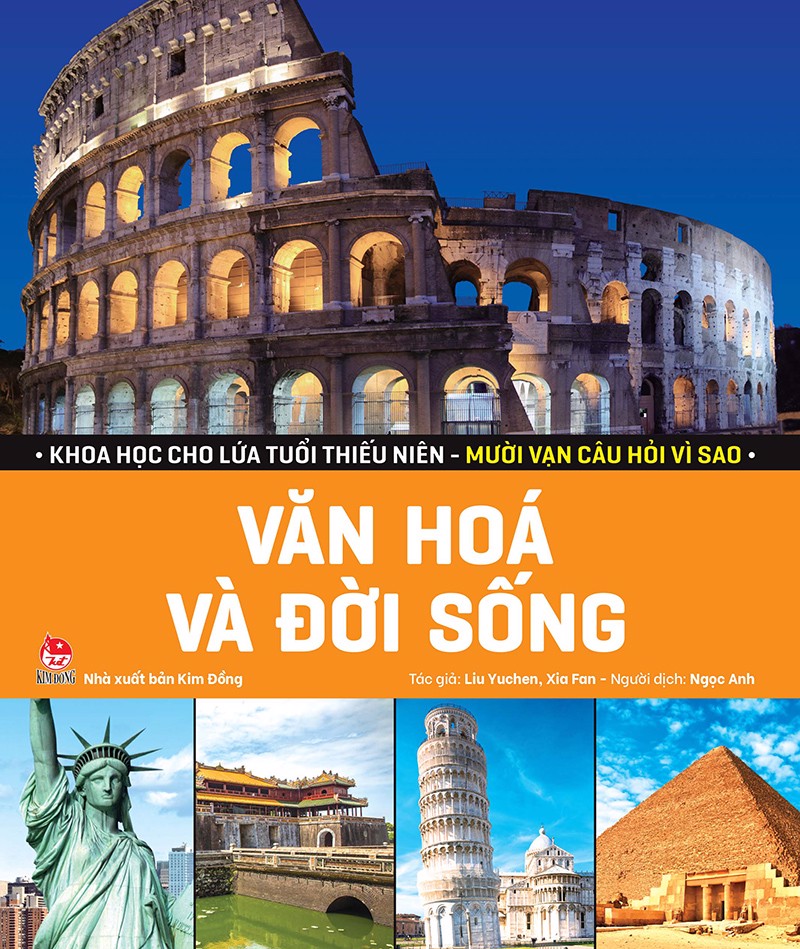 • KHOA HỌC CHO LỨA TUỔI THIẾU NIÊN - MƯỜI VẠN CÂU HỎI VÌ SAO •
VĂN HOÁ
VÀ ĐỜI SỐNG
KIM ĐỒNG
Nhà xuất bản Kim Đồng
Tác giả: Liu Yuchen, Xia Fan - Người dịch: Ngọc Anh